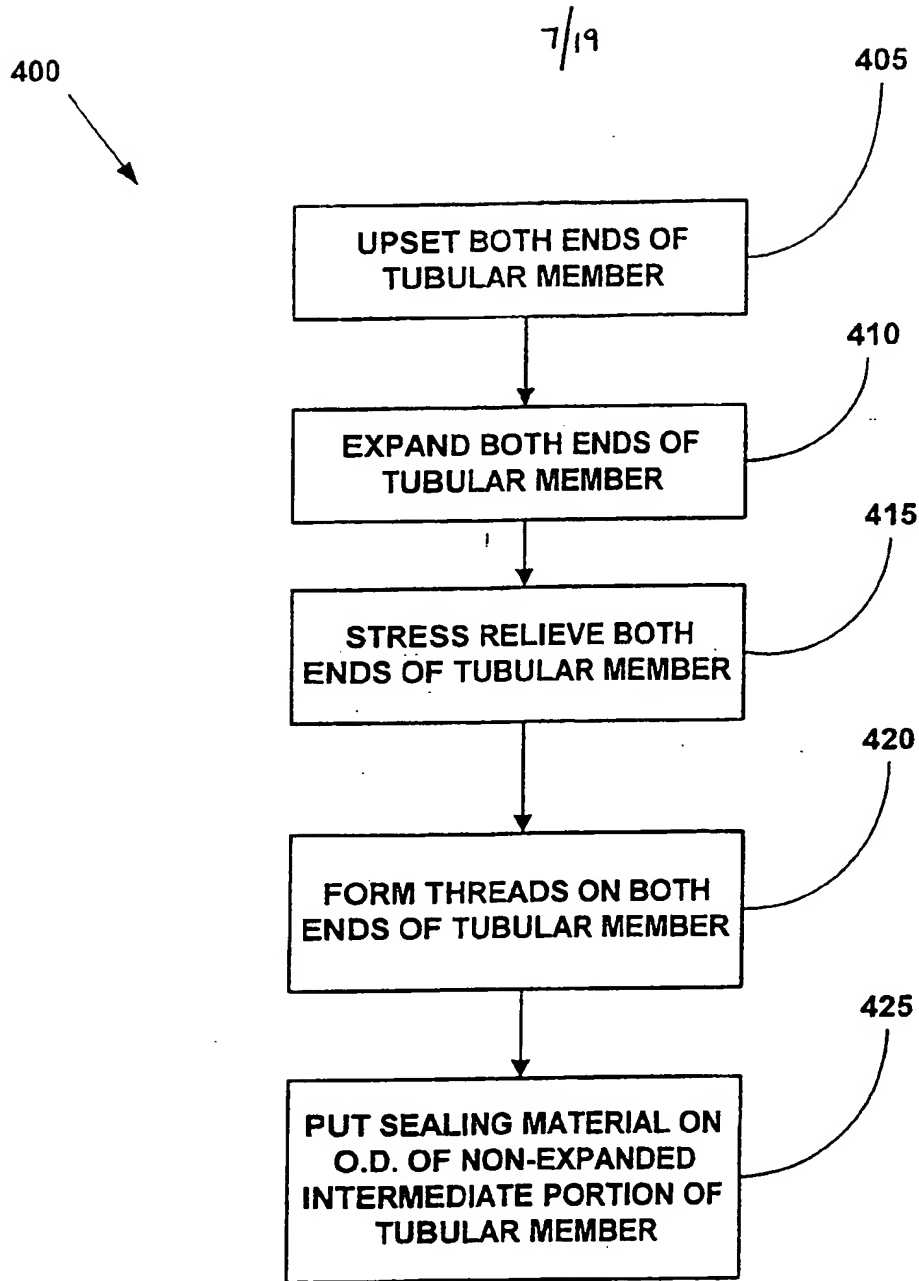 7/19
400
405
UPSET BOTH ENDS OF
TUBULAR MEMBER
410
EXPAND BOTH ENDS OF
TUBULAR MEMBER
415
STRESS RELIEVE BOTH
ENDS OF TUBULAR MEMBER
420
FORM THREADS ON BOTH
ENDS OF TUBULAR MEMBER
425
PUT SEALING MATERIAL ON
O.D. OF NON-EXPANDED
INTERMEDIATE PORTION OF
TUBULAR MEMBER